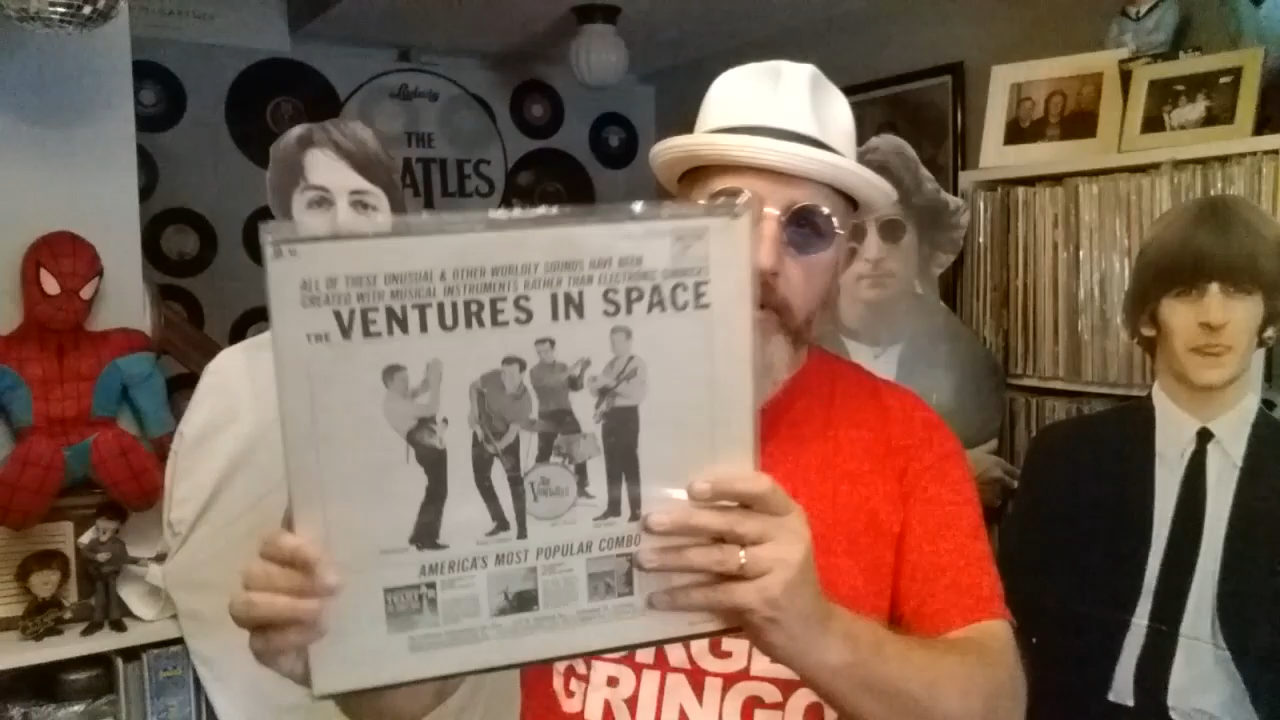 Ludwig
THE
BEATLES
ALL OF THESE UNUSUAL & OTHER WORLDLY SOUNDS HAVE BEEN
CREATED WITH MUSICAL INSTRUMENTS RATHER THAN ELECTRONIC GIMMICKS
THE VENTURES IN SPACE
The
VENTURES
AMERICA'S MOST POPULAR COMBO
GRINGO